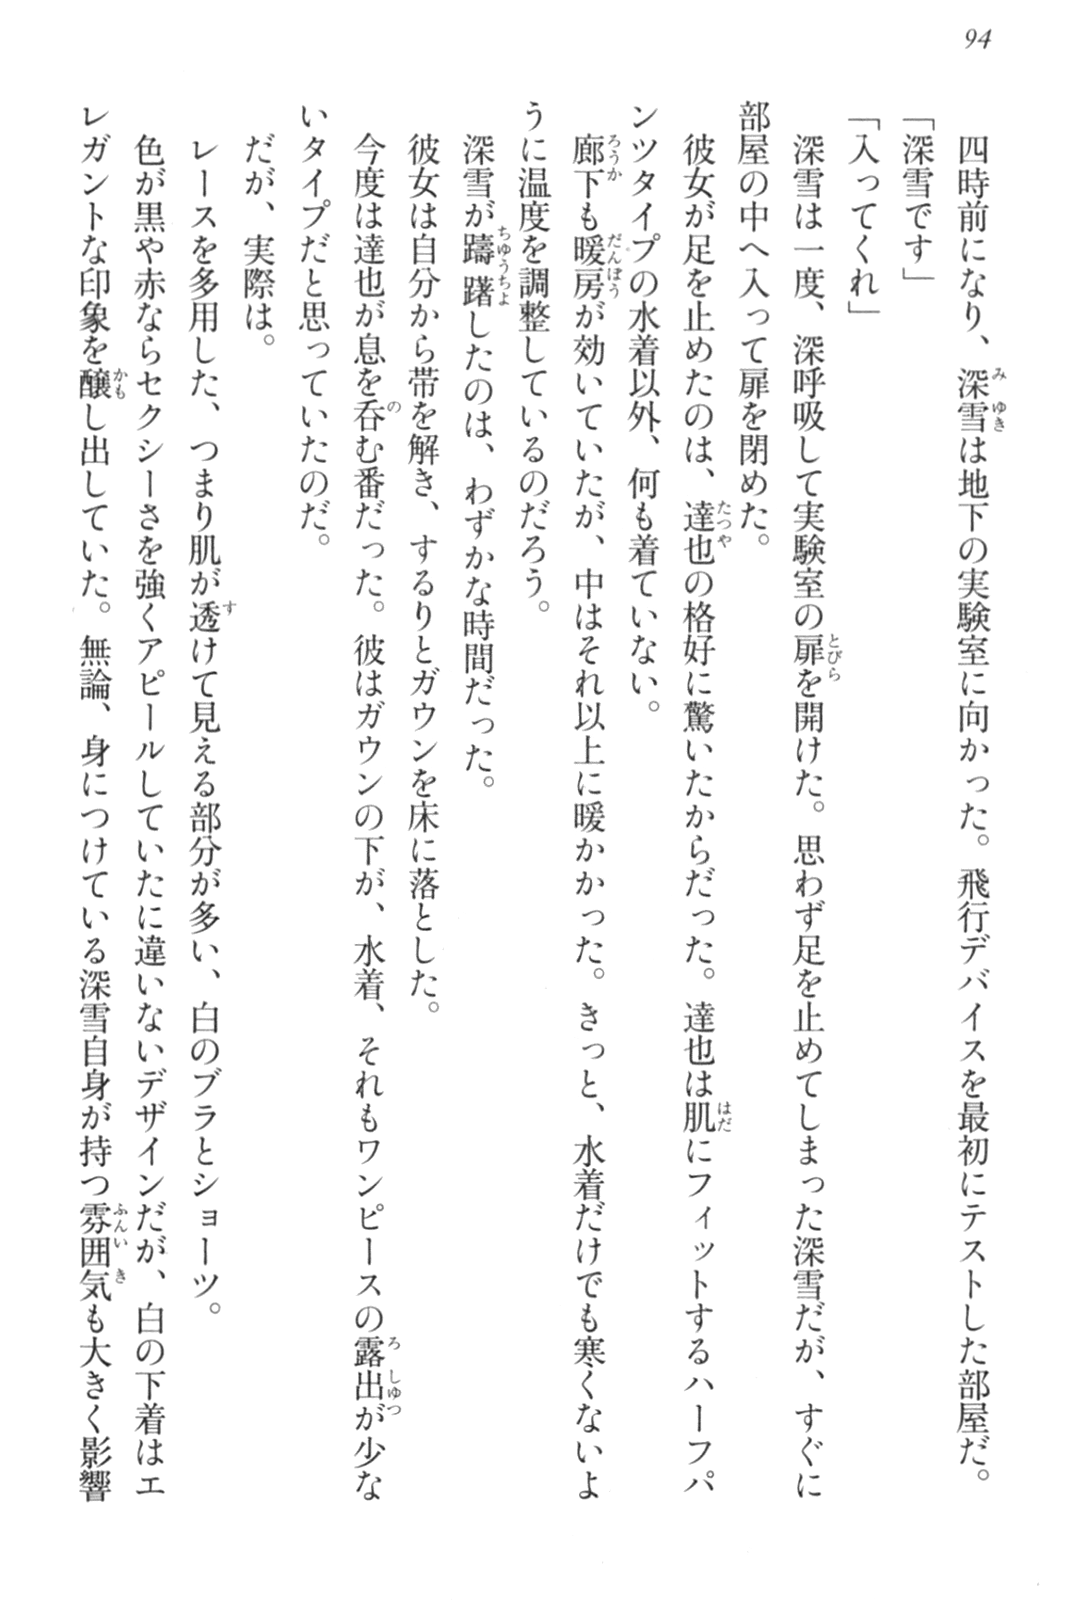 94
四時前になり、深雪は地下の実験室に向かった。飛行デバイスを最初にテストした部屋だ。
「深雪です」
「入ってくれ」
深雪は一度、深呼吸して実験室の扉を開けた。思わず足を止めてしまった深雪だが、すぐに
部屋の中へ入って扉を閉めた。
彼女が足を止めたのは、達也の格好に驚いたからだった。達也は肌にフィットするハーフパ
ンツタイプの水着以外、何も着ていない。
廊下も暖房が効いていたが、中はそれ以上に暖かかった。きっと、水着だけでも寒くないよ
うに温度を調整しているのだろう。
深雪が躊躇したのは、わずかな時間だった。
彼女は自分から帯を解き、するりとガウンを床に落とした。
今度は達也が息を呑む番だった。彼はガウンの下が、水着、それもワンピースの露出が少な
いタイプだと思っていたのだ。
だが、実際は。
レースを多用した、つまり肌が透けて見える部分が多い、白のブラとショーツ。
色が黒や赤ならセクシーさを強くアピールしていたに違いないデザインだが、白の下着はエ
レガントな印象を醸し出していた。無論、身につけている深雪自身が持つ雰囲気も大きく影響